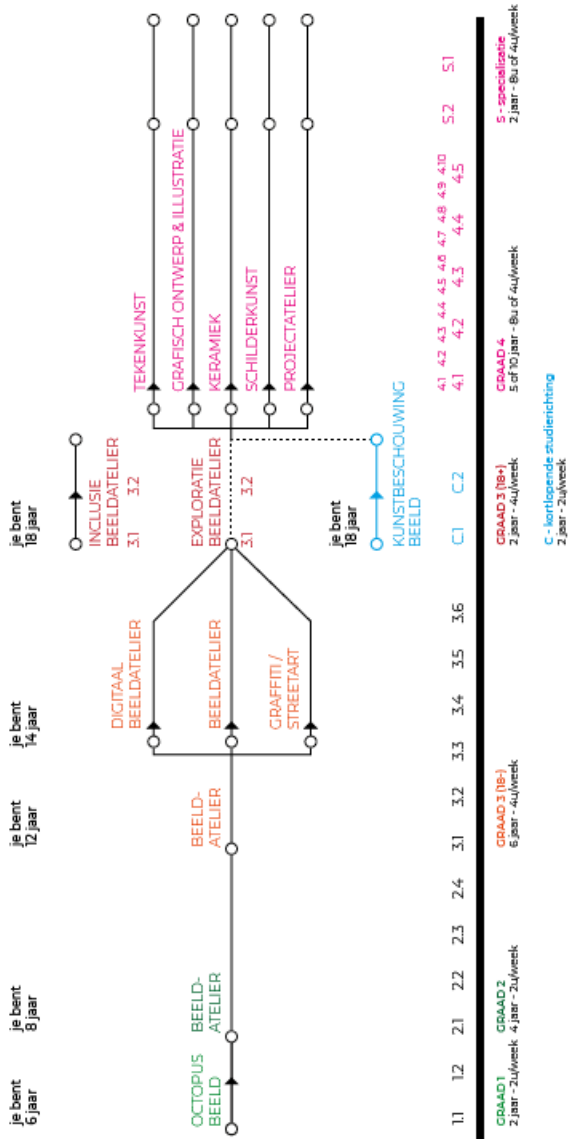 je bent
6 jaar
je bent
8 jaar
je bent
12 jaar
je bent
14 jaar
je bent
18 jaar
INCLUSIE
BEELDATELIER
3.1 3.2
OCTOPUS
BEELD
BEELD-
ATELIER
BEELD-
ATELIER
DIGITAAL
BEELDATELIER
BEELDATELIER
GRAFFITI /
STREETART
EXPLORATIE
BEELDATELIER
3.1 3.2
je bent
18 jaar
KUNSTBESCHOUWING
BEELD
TEKENKUNST
GRAFISCH ONTWERP & ILLUSTRATIE
KERAMIEK
SCHILDERKUNST
PROJECTATELIER
4.1 4.2 4.3 4.4 4.5 4.6 4.7 4.8 4.9 4.10
1.1 1.2 2.1 2.2 2.3 2.4 3.1 3.2 3.3 3.4 3.5 3.6 C.1 C.2 4.1 4.2 4.3 4.4 4.5 S.2 S.1
GRAAD 1
2 jaar - 2u/week
GRAAD 2
4 jaar - 2u/week
GRAAD 3 (18-)
6 jaar - 4u/week
GRAAD 3 (18+)
2 jaar - 4u/week
C - kortlopende studierichting
2 jaar - 2u/week
GRAAD 4
5 of 10 jaar - 8u of 4u/week
S - specialisatie
2 jaar - 8u of 4u/week